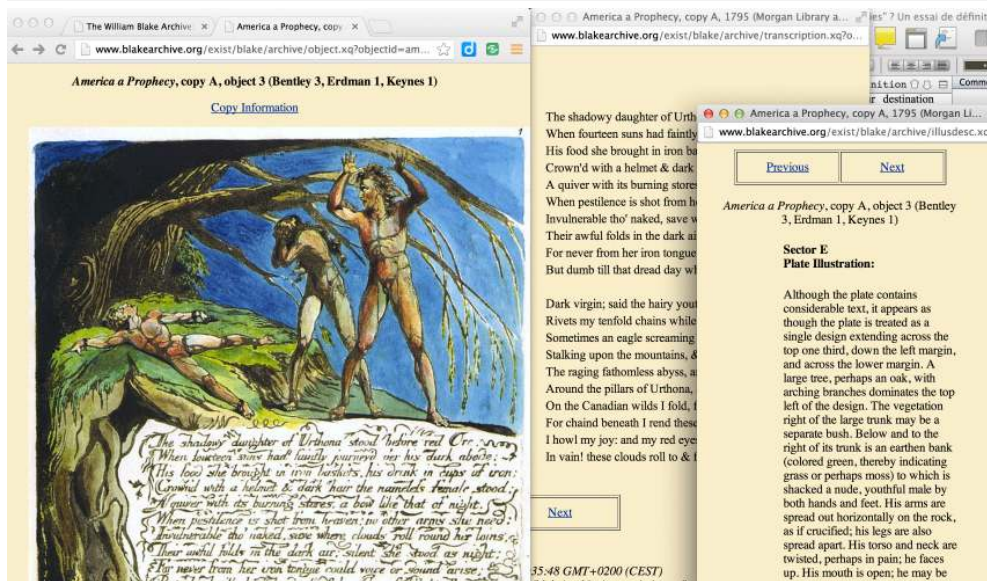 The William Blake Archive
America a Prophecy, copy
www.blakearchive.org/exist/blake/archive/object.xq?objectid=am...
America a Prophecy, copy A, object 3 (Bentley 3, Erdman 1, Keynes 1)
Copy Information
1
The shadowy daughter of Urthona stood before red Orc.
When fourteen suns had faintly journey'd o'er his dark abode;
His food she brought in iron baskets, his drink in cups of iron;
Crown'd with a helmet & dark hair the nameless female stood;
A quiver with its burning stores, a bow like that of night,
When pestilence is shot from heaven; no other arms she need:
Invulnerable tho' naked, save where clouds roll round her loins,
Their awful folds in the dark air; silent she stood as night;
For never from her iron tongue could voice or sound arise;
America a Prophecy, copy A, 1795 (Morgan Library a...
www.blakearchive.org/exist/blake/archive/transcription.xq?o...
The shadowy daughter of Urth
When fourteen suns had faintly
His food she brought in iron ba
Crown'd with a helmet & dark
A quiver with its burning stores
When pestilence is shot from h
Invulnerable tho' naked, save w
Their awful folds in the dark ai
For never from her iron tongue
But dumb till that dread day wh
Dark virgin; said the hairy yout
Rivets my tenfold chains while
Sometimes an eagle screaming
Stalking upon the mountains, &
The raging fathomless abyss, a
Around the pillars of Urthona,
On the Canadian wilds I fold, f
For chaind beneath I rend these
I howl my joy: and my red eyes
In vain! these clouds roll to & f
Next
35:48 GMT+0200 (CEST)
ies" ? Un essai de définit
nition
Comme
r destination
America a Prophecy, copy A, 1795 (Morgan Li...
www.blakearchive.org/exist/blake/archive/illusdesc.xq
Previous Next
America a Prophecy, copy A, object 3 (Bentley
3, Erdman 1, Keynes 1)
Sector E
Plate Illustration:
Although the plate contains
considerable text, it appears as
though the plate is treated as a
single design extending across the
top one third, down the left margin,
and across the lower margin. A
large tree, perhaps an oak, with
arching branches dominates the top
left of the design. The vegetation
right of the large trunk may be a
separate bush. Below and to the
right of its trunk is an earthen bank
(colored green, thereby indicating
grass or perhaps moss) to which is
shacked a nude, youthful male by
both hands and feet. His arms are
spread out horizontally on the rock,
as if crucified; his legs are also
spread apart. His torso and neck are
twisted, perhaps in pain; he faces
up. His mouth is open; he may be